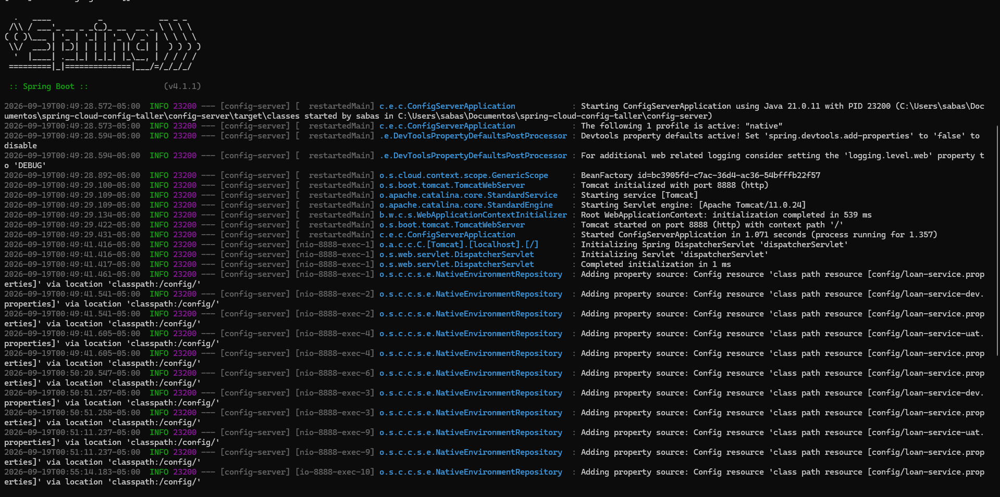 .   ____          _            __ _ _
 /\\ / ___'_ __ _ _(_)_ __  __ _ \ \ \ \
( ( )\___ | '_ | '_| | '_ \/ _` | \ \ \ \
 \\/  ___)| |_)| | | | | || (_| |  ) ) ) )
  '  |____| .__|_| |_|_| |_\__, | / / / /
 =========|_|==============|___/=/_/_/_/
 :: Spring Boot ::                (v4.1.1)
2026-09-19T00:49:28.572-05:00  INFO 23200 --- [config-server] [  restartedMain] c.e.c.ConfigServerApplication            : Starting ConfigServerApplication using Java 21.0.11 with PID 23200 (C:\Users\sabas\Doc
umentos\spring-cloud-config-taller\config-server\target\classes started by sabas in C:\Users\sabas\Documentos\spring-cloud-config-taller\config-server)
2026-09-19T00:49:28.573-05:00  INFO 23200 --- [config-server] [  restartedMain] c.e.c.ConfigServerApplication            : The following 1 profile is active: "native"
2026-09-19T00:49:28.594-05:00  INFO 23200 --- [config-server] [  restartedMain] .e.DevToolsPropertyDefaultsPostProcessor : Devtools property defaults active! Set 'spring.devtools.add-properties' to 'false' to
disable
2026-09-19T00:49:28.594-05:00  INFO 23200 --- [config-server] [  restartedMain] .e.DevToolsPropertyDefaultsPostProcessor : For additional web related logging consider setting the 'logging.level.web' property t
o 'DEBUG'
2026-09-19T00:49:28.892-05:00  INFO 23200 --- [config-server] [  restartedMain] o.s.cloud.context.scope.GenericScope     : BeanFactory id=bc3905fd-c7ac-36d4-ac36-54bfffb22f57
2026-09-19T00:49:29.100-05:00  INFO 23200 --- [config-server] [  restartedMain] o.s.boot.tomcat.TomcatWebServer          : Tomcat initialized with port 8888 (http)
2026-09-19T00:49:29.109-05:00  INFO 23200 --- [config-server] [  restartedMain] o.apache.catalina.core.StandardService   : Starting service [Tomcat]
2026-09-19T00:49:29.109-05:00  INFO 23200 --- [config-server] [  restartedMain] o.apache.catalina.core.StandardEngine    : Starting Servlet engine: [Apache Tomcat/11.0.24]
2026-09-19T00:49:29.134-05:00  INFO 23200 --- [config-server] [  restartedMain] b.w.c.s.WebApplicationContextInitializer : Root WebApplicationContext: initialization completed in 539 ms
2026-09-19T00:49:29.422-05:00  INFO 23200 --- [config-server] [  restartedMain] o.s.boot.tomcat.TomcatWebServer          : Tomcat started on port 8888 (http) with context path '/'
2026-09-19T00:49:29.431-05:00  INFO 23200 --- [config-server] [  restartedMain] c.e.c.ConfigServerApplication            : Started ConfigServerApplication in 1.071 seconds (process running for 1.357)
2026-09-19T00:49:41.416-05:00  INFO 23200 --- [config-server] [nio-8888-exec-1] o.a.c.c.C.[Tomcat].[localhost].[/]       : Initializing Spring DispatcherServlet 'dispatcherServlet'
2026-09-19T00:49:41.416-05:00  INFO 23200 --- [config-server] [nio-8888-exec-1] o.s.web.servlet.DispatcherServlet        : Initializing Servlet 'dispatcherServlet'
2026-09-19T00:49:41.417-05:00  INFO 23200 --- [config-server] [nio-8888-exec-1] o.s.web.servlet.DispatcherServlet        : Completed initialization in 1 ms
2026-09-19T00:49:41.461-05:00  INFO 23200 --- [config-server] [nio-8888-exec-1] o.s.c.c.s.e.NativeEnvironmentRepository  : Adding property source: Config resource 'class path resource [config/loan-service.prop
erties]' via location 'classpath:/config/'
2026-09-19T00:49:41.541-05:00  INFO 23200 --- [config-server] [nio-8888-exec-2] o.s.c.c.s.e.NativeEnvironmentRepository  : Adding property source: Config resource 'class path resource [config/loan-service-dev.
properties]' via location 'classpath:/config/'
2026-09-19T00:49:41.541-05:00  INFO 23200 --- [config-server] [nio-8888-exec-2] o.s.c.c.s.e.NativeEnvironmentRepository  : Adding property source: Config resource 'class path resource [config/loan-service.prop
erties]' via location 'classpath:/config/'
2026-09-19T00:49:41.605-05:00  INFO 23200 --- [config-server] [nio-8888-exec-4] o.s.c.c.s.e.NativeEnvironmentRepository  : Adding property source: Config resource 'class path resource [config/loan-service-uat.
properties]' via location 'classpath:/config/'
2026-09-19T00:49:41.605-05:00  INFO 23200 --- [config-server] [nio-8888-exec-4] o.s.c.c.s.e.NativeEnvironmentRepository  : Adding property source: Config resource 'class path resource [config/loan-service.prop
erties]' via location 'classpath:/config/'
2026-09-19T00:50:20.547-05:00  INFO 23200 --- [config-server] [nio-8888-exec-6] o.s.c.c.s.e.NativeEnvironmentRepository  : Adding property source: Config resource 'class path resource [config/loan-service.prop
erties]' via location 'classpath:/config/'
2026-09-19T00:50:51.257-05:00  INFO 23200 --- [config-server] [nio-8888-exec-3] o.s.c.c.s.e.NativeEnvironmentRepository  : Adding property source: Config resource 'class path resource [config/loan-service-dev.
properties]' via location 'classpath:/config/'
2026-09-19T00:50:51.258-05:00  INFO 23200 --- [config-server] [nio-8888-exec-3] o.s.c.c.s.e.NativeEnvironmentRepository  : Adding property source: Config resource 'class path resource [config/loan-service.prop
erties]' via location 'classpath:/config/'
2026-09-19T00:51:11.237-05:00  INFO 23200 --- [config-server] [nio-8888-exec-9] o.s.c.c.s.e.NativeEnvironmentRepository  : Adding property source: Config resource 'class path resource [config/loan-service-uat.
properties]' via location 'classpath:/config/'
2026-09-19T00:51:11.237-05:00  INFO 23200 --- [config-server] [nio-8888-exec-9] o.s.c.c.s.e.NativeEnvironmentRepository  : Adding property source: Config resource 'class path resource [config/loan-service.prop
erties]' via location 'classpath:/config/'
2026-09-19T00:55:14.183-05:00  INFO 23200 --- [config-server] [io-8888-exec-10] o.s.c.c.s.e.NativeEnvironmentRepository  : Adding property source: Config resource 'class path resource [config/loan-service.prop
erties]' via location 'classpath:/config/'